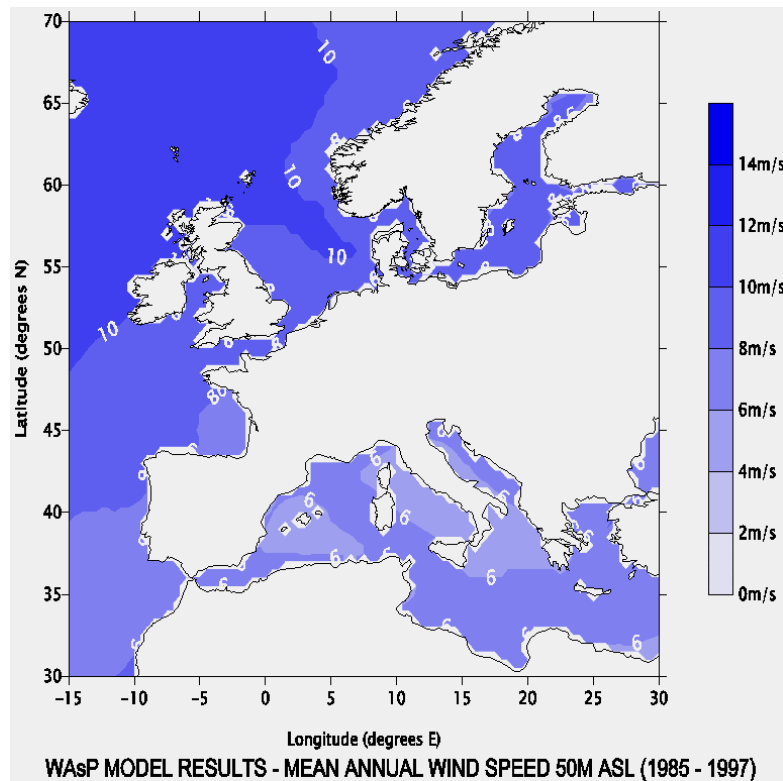 70
65
60
55
50
45
40
35
30
Latitude (degrees N)
-15
-10
-5
0
5
10
15
20
25
30
Longitude (degrees E)
10
10
10
10
6
6
6
6
6
6
14m/s
12m/s
10m/s
8m/s
6m/s
4m/s
2m/s
0m/s
WAsP MODEL RESULTS - MEAN ANNUAL WIND SPEED 50M ASL (1985 - 1997)